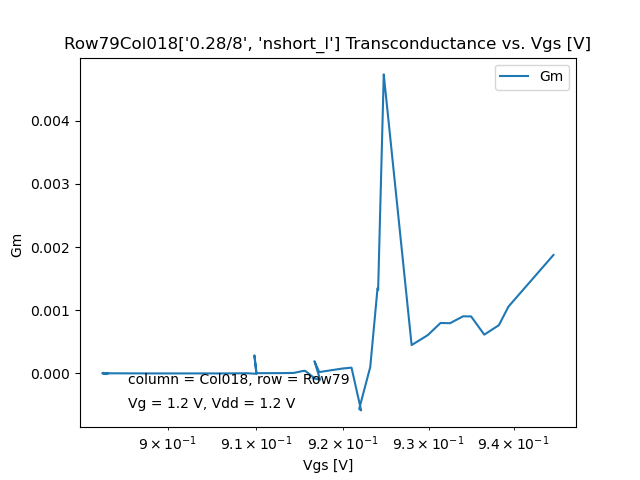 Row79Col018['0.28/8', 'nshort_l'] Transconductance vs. Vgs [V]
Gm
0.004
0.003
0.002
0.001
0.000
Gm
column = Col018, row = Row79
Vg = 1.2 V, Vdd = 1.2 V
9 × 10⁻¹ 9.1 × 10⁻¹ 9.2 × 10⁻¹ 9.3 × 10⁻¹ 9.4 × 10⁻¹
Vgs [V]